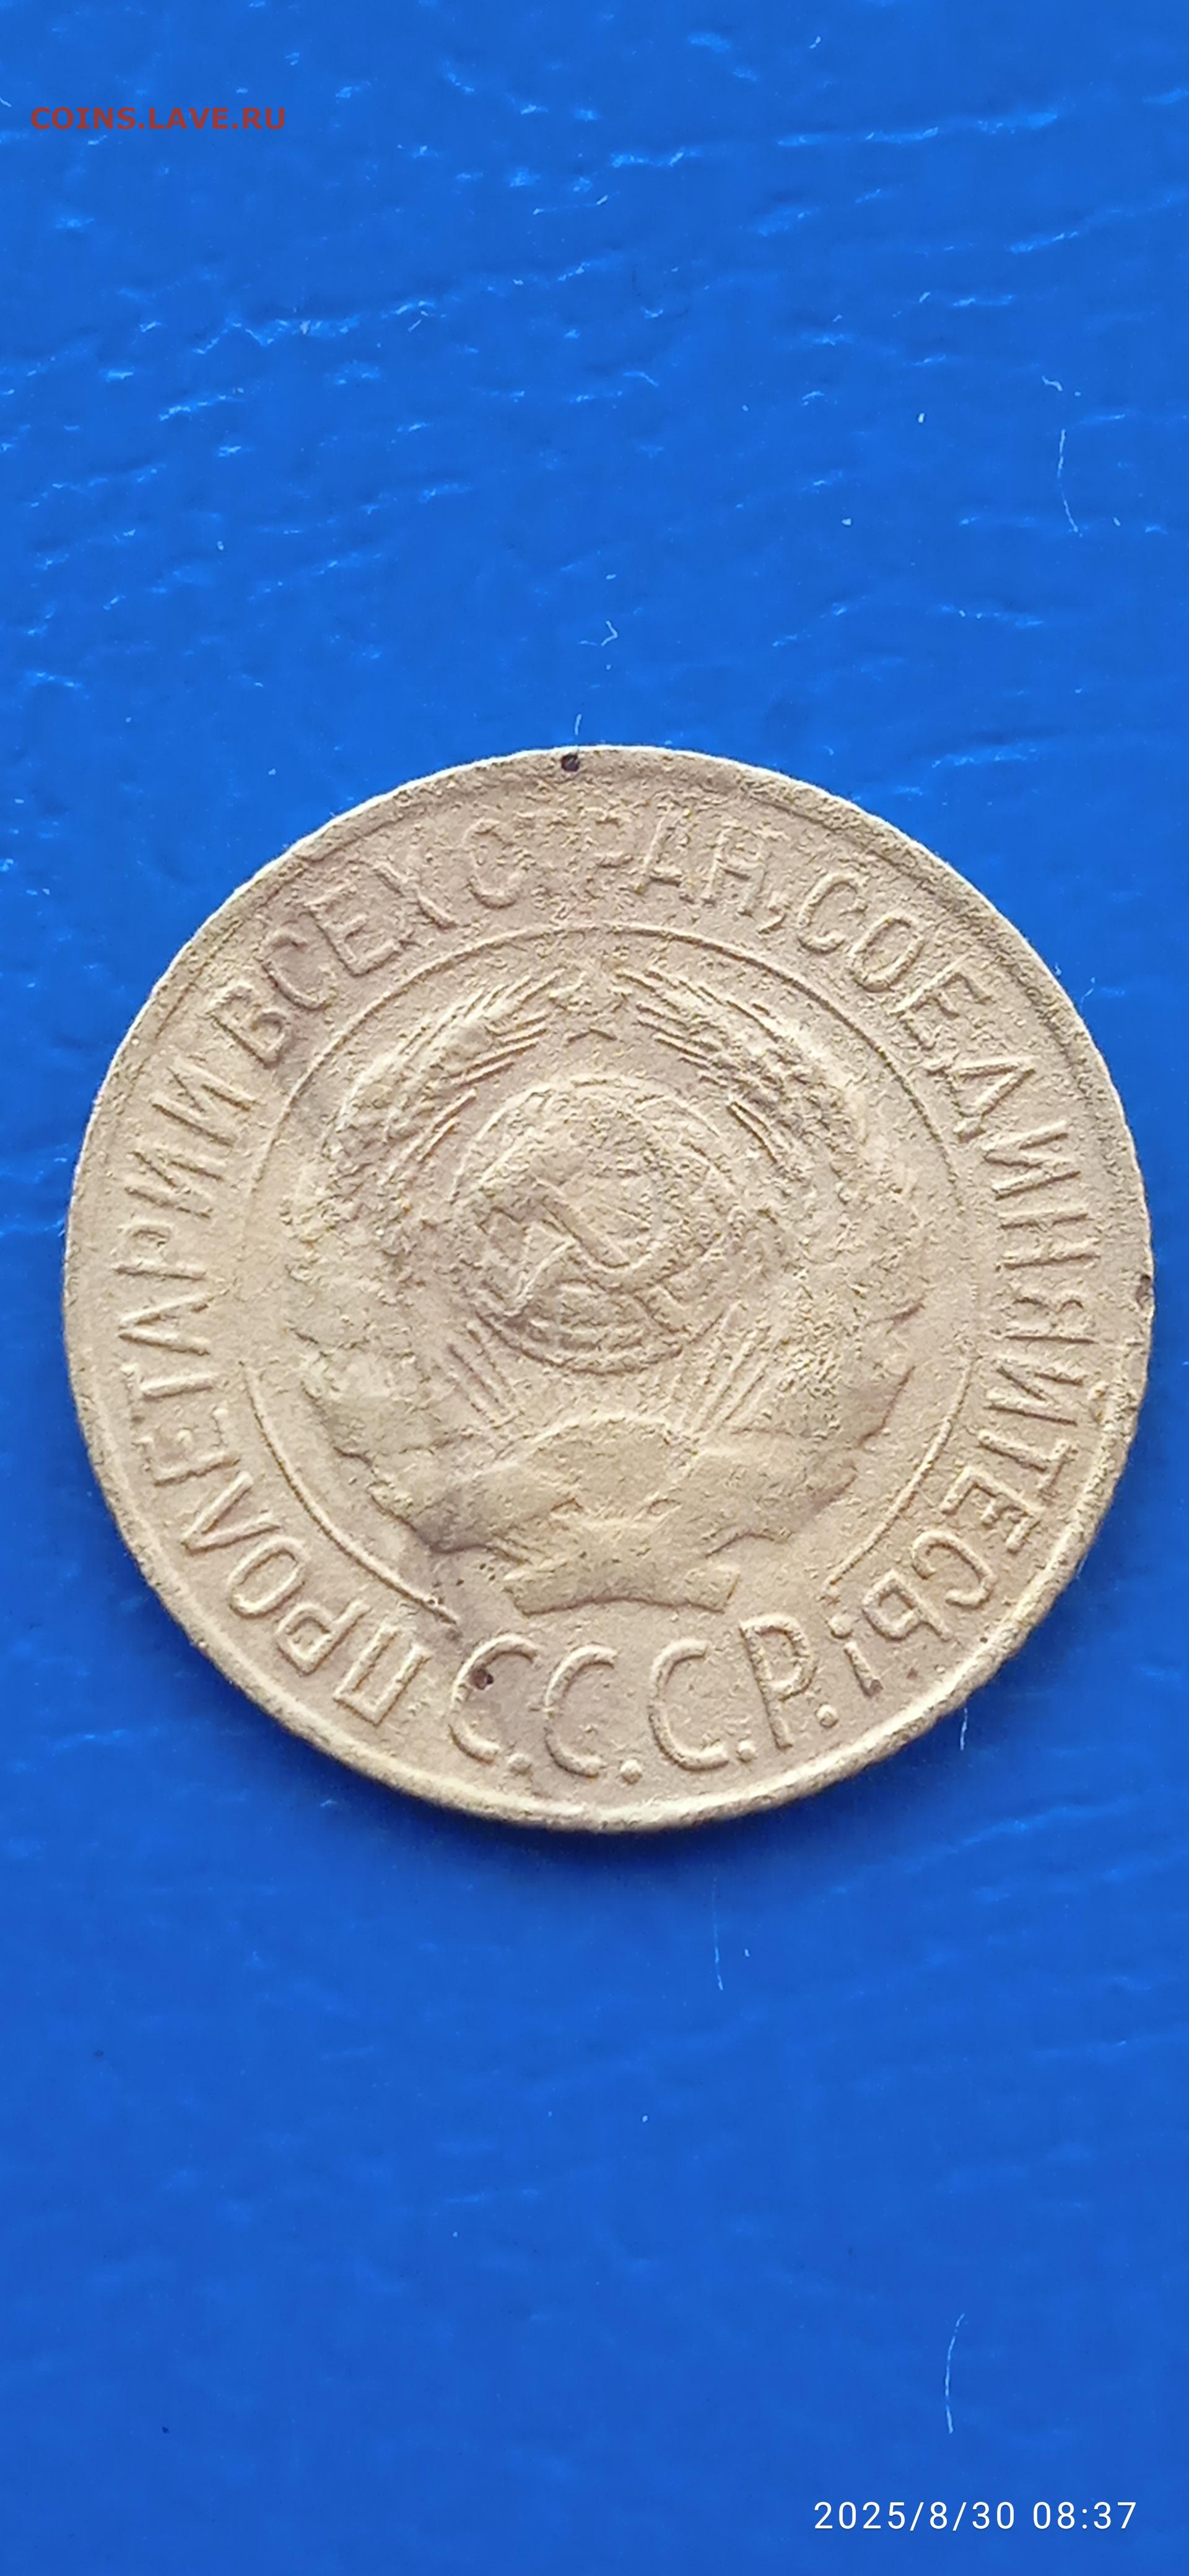 COINS.LAVE.RU
ПРОЛЕТАРИИ ВСЕХ СТРАН, СОЕДИНЯЙТЕСЬ!
С.С.С.Р.
2025/8/30 08:37